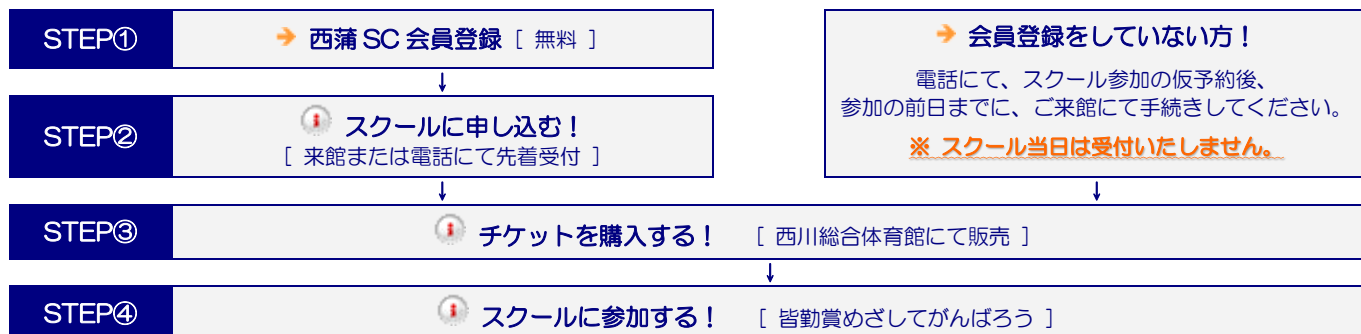 STEP① → 西蒲SC会員登録 [ 無料 ]
↓
STEP② スクールに申し込む！
[ 来館または電話にて先着受付 ]
↓
→ 会員登録をしていない方！
電話にて、スクール参加の仮予約後、
参加の前日までに、ご来館にて手続きしてください。
※ スクール当日は受付いたしません。
↓
STEP③ チケットを購入する！ [ 西川総合体育館にて販売 ]
↓
STEP④ スクールに参加する！ [ 皆勤賞めざしてがんばろう ]